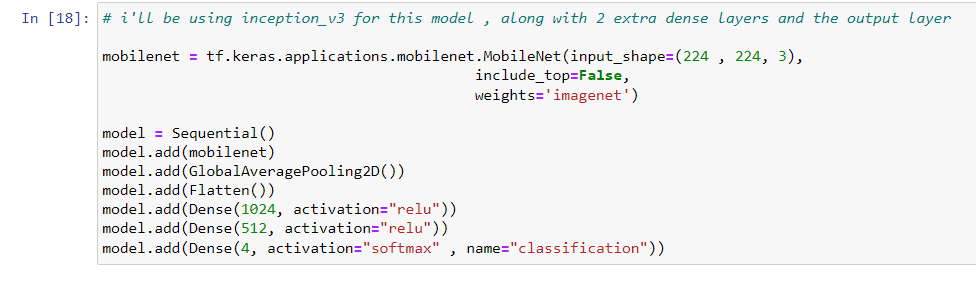 In [18]: # i'll be using inception_v3 for this model , along with 2 extra dense layers and the output layer
mobilenet = tf.keras.applications.mobilenet.MobileNet(input_shape=(224 , 224, 3),
include_top=False,
weights='imagenet')
model = Sequential()
model.add(mobilenet)
model.add(GlobalAveragePooling2D())
model.add(Flatten())
model.add(Dense(1024, activation="relu"))
model.add(Dense(512, activation="relu"))
model.add(Dense(4, activation="softmax" , name="classification"))